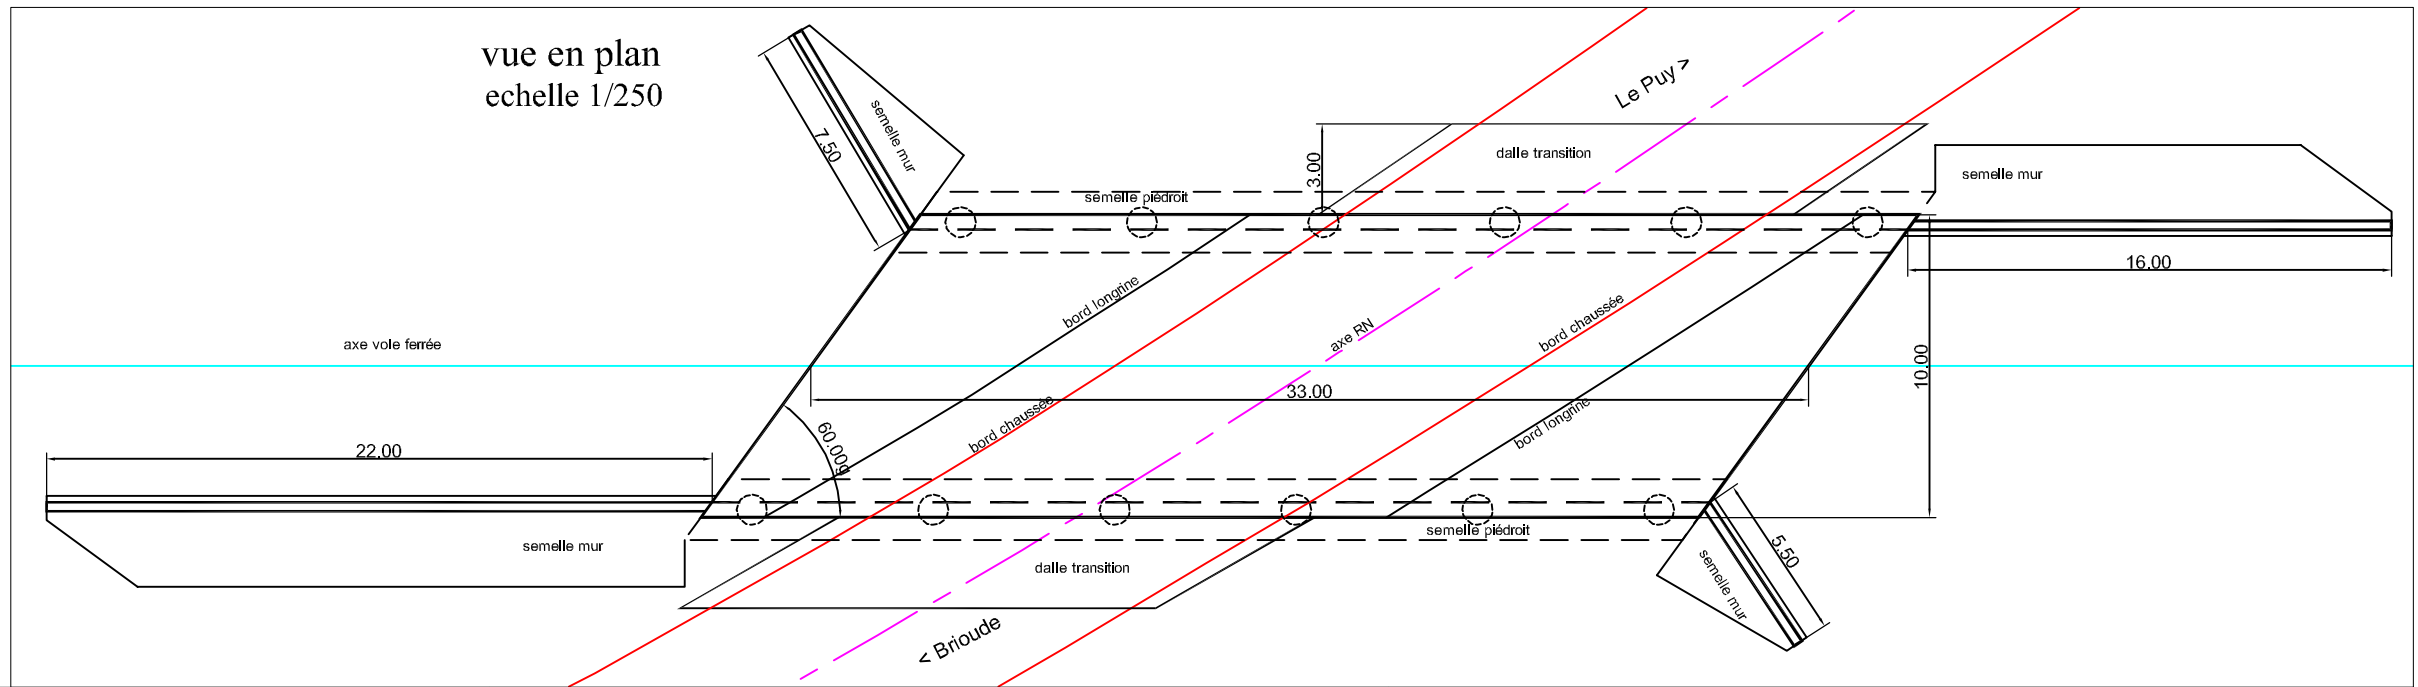 vue en plan
echelle 1/250
Le Puy >
7.50
semelle mur
3.00
dalle transition
semelle mur
semelle piédroit
16.00
bord longrine
bord chaussée
axe RN
axe voie ferrée
10.00
33.00
bord chaussée
bord longrine
60.00g
22.00
semelle piédroit
semelle mur
dalle transition
5.50
semelle mur
< Brioude